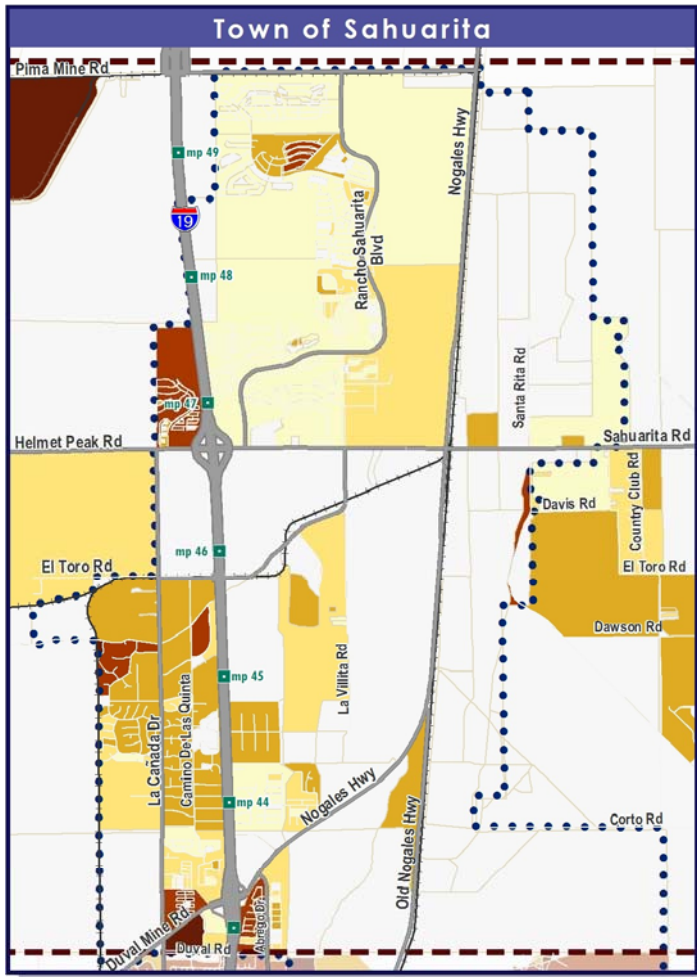 Town of Sahuarita
Pima Mine Rd
Nogales Hwy
mp 49
19
Rancho Sahuarita
Blvd
mp 48
Santa Rita Rd
mp 47
Helmet Peak Rd
Sahuarita Rd
Country Club Rd
Davis Rd
mp 46
El Toro Rd
El Toro Rd
Dawson Rd
La Villita Rd
mp 45
Camino De Las Quinta
La Cañada Dr
mp 44
Nogales Hwy
Corto Rd
Old Nogales Hwy
Duval Mine Rd
Abrego Dr
Duval Rd